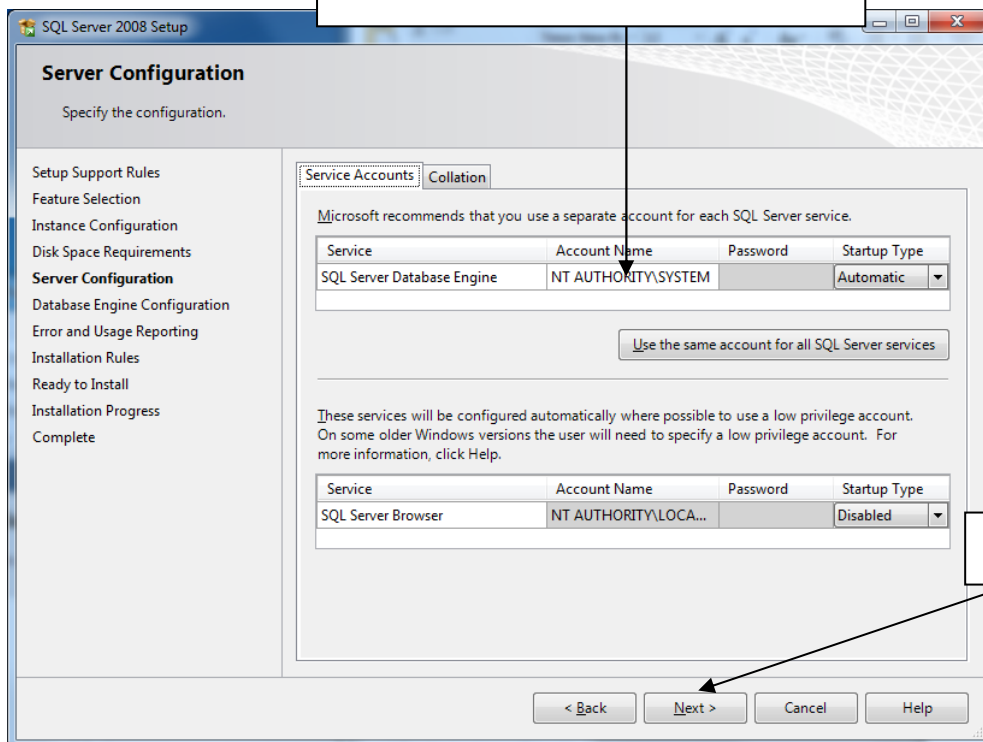 SQL Server 2008 Setup
Server Configuration
Specify the configuration.
Setup Support Rules
Feature Selection
Instance Configuration
Disk Space Requirements
Server Configuration
Database Engine Configuration
Error and Usage Reporting
Installation Rules
Ready to Install
Installation Progress
Complete
Service Accounts Collation
Microsoft recommends that you use a separate account for each SQL Server service.
Service Account Name Password Startup Type
SQL Server Database Engine NT AUTHORITY\SYSTEM Automatic
Use the same account for all SQL Server services
These services will be configured automatically where possible to use a low privilege account.
On some older Windows versions the user will need to specify a low privilege account. For
more information, click Help.
Service Account Name Password Startup Type
SQL Server Browser NT AUTHORITY\LOCA... Disabled
< Back Next > Cancel Help